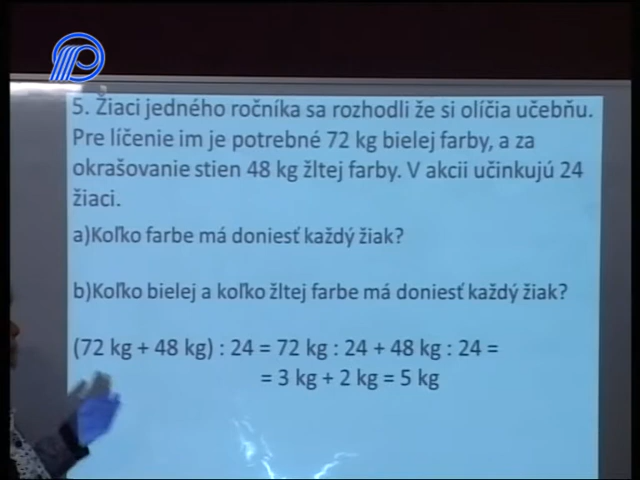 5. Žiaci jedného ročníka sa rozhodli že si olíčia učebňu.
Pre líčenie im je potrebné 72 kg bielej farby, a za
okrašovanie stien 48 kg žltej farby. V akcii učinkujú 24
žiaci.
a)Koľko farbe má doniesť každý žiak?
b)Koľko bielej a koľko žltej farbe má doniesť každý žiak?
(72 kg + 48 kg) : 24 = 72 kg : 24 + 48 kg : 24 =
= 3 kg + 2 kg = 5 kg